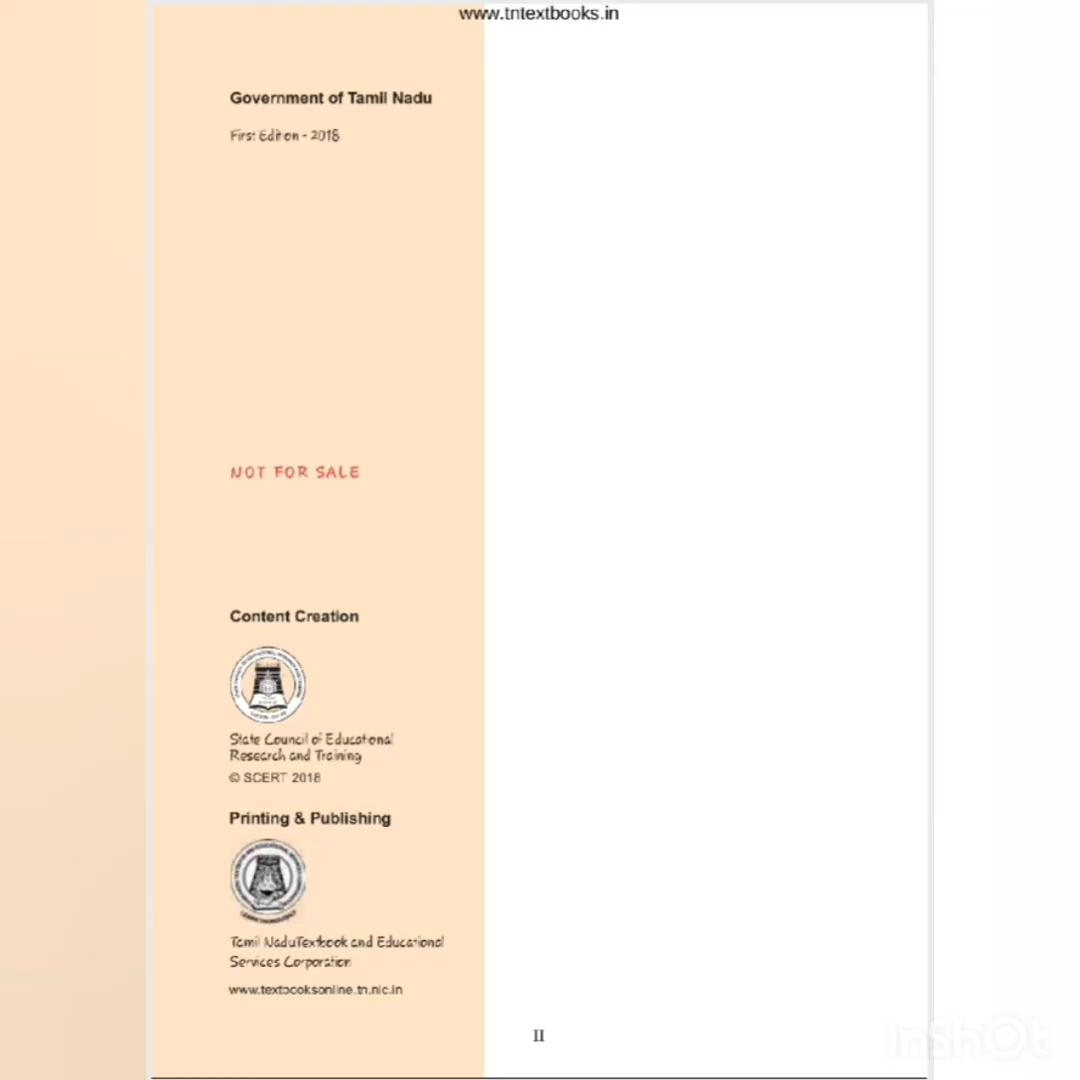 www.tntextbooks.in
Government of Tamil Nadu
First Edition - 2018
NOT FOR SALE
Content Creation
State Council of Educational
Research and Training
© SCERT 2018
Printing & Publishing
Tamil NaduTextbook and Educational
Services Corporation
www.textbooksonline.tn.nic.in
II
InShOt